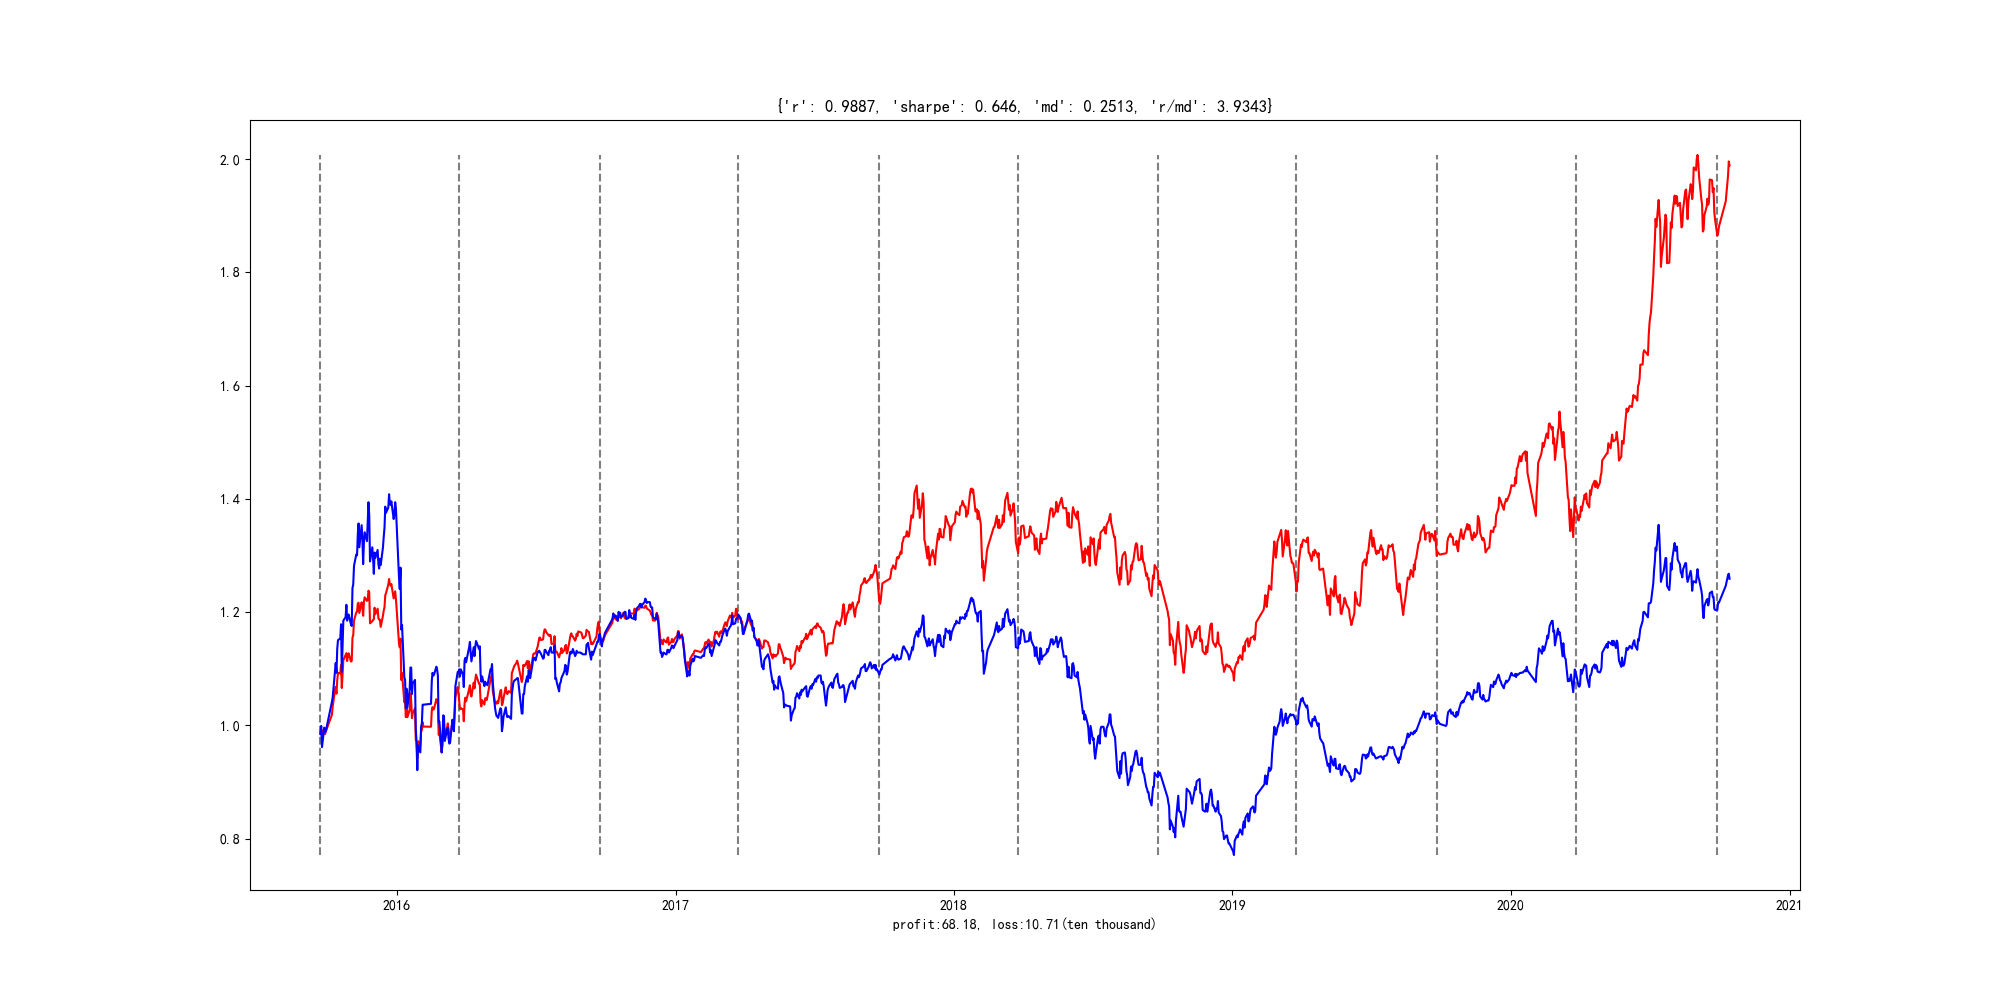 {'r': 0.9887, 'sharpe': 0.646, 'md': 0.2513, 'r/md': 3.9343}
2.0
1.8
1.6
1.4
1.2
1.0
0.8
2016 2017 2018 2019 2020 2021
profit:68.18, loss:10.71(ten thousand)